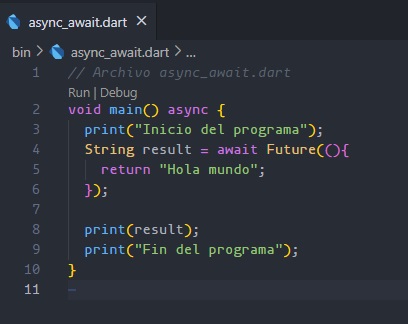 async_await.dart
bin > async_await.dart > ...
1 // Archivo async_await.dart
Run | Debug
2 void main() async {
3   print("Inicio del programa");
4   String result = await Future((){
5     return "Hola mundo";
6   });
7
8   print(result);
9   print("Fin del programa");
10 }
11